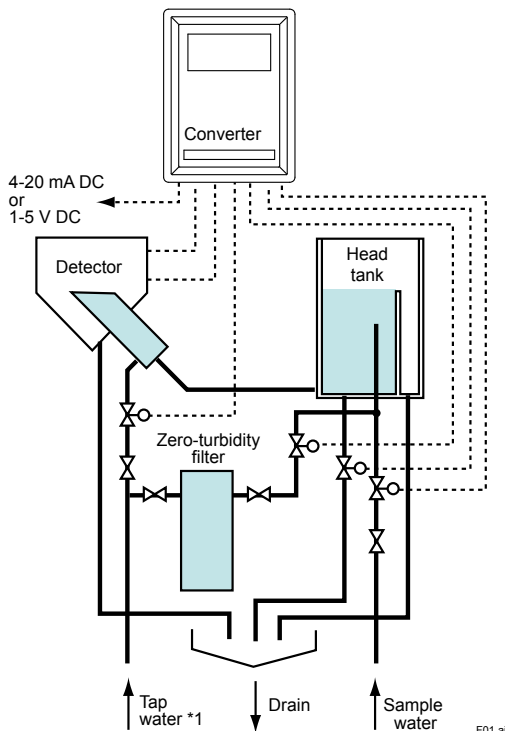 Converter
4-20 mA DC
or
1-5 V DC
Detector
Head
tank
Zero-turbidity
filter
Tap
water *1
Drain
Sample
water
F01.ai